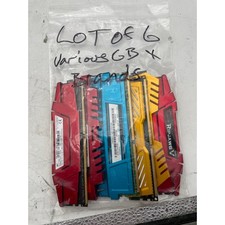 LOT OF 6
Various GB X
Brands